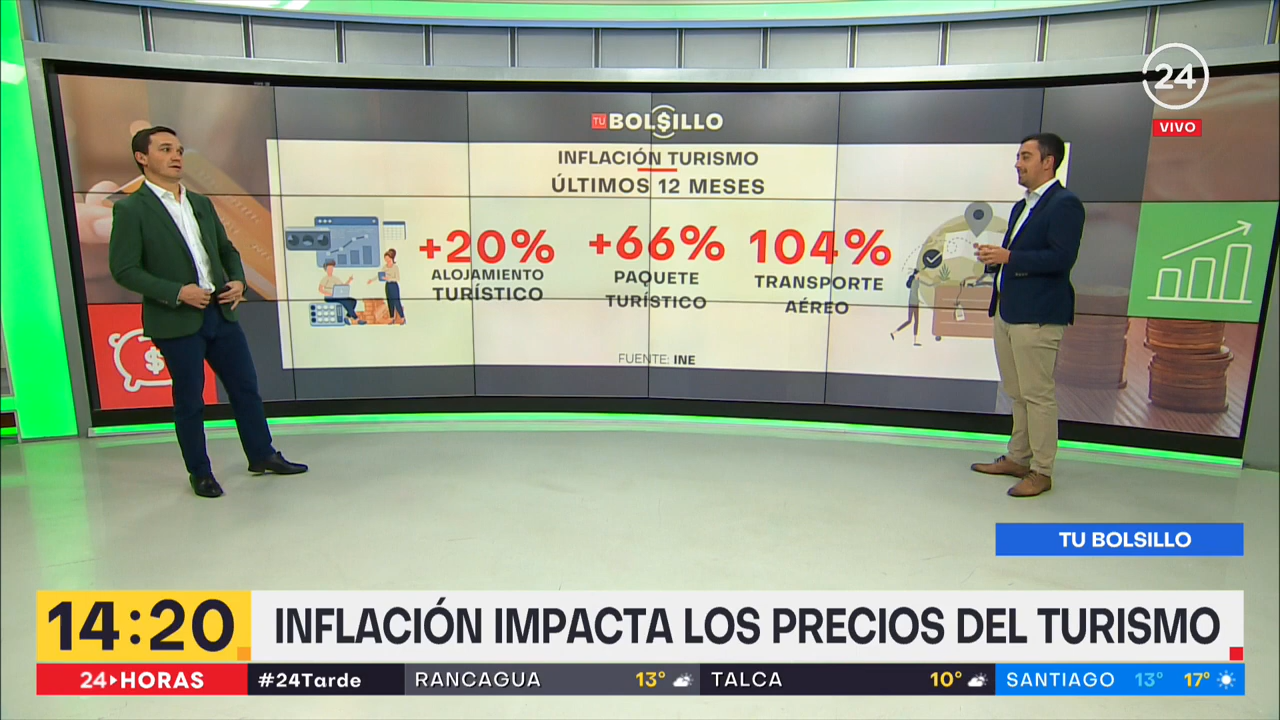 24
VIVO
TU BOLSILLO
INFLACIÓN TURISMO
ÚLTIMOS 12 MESES
+20%
ALOJAMIENTO
TURÍSTICO
+66%
PAQUETE
TURÍSTICO
104%
TRANSPORTE
AÉREO
FUENTE: INE
TU BOLSILLO
14:20
INFLACIÓN IMPACTA LOS PRECIOS DEL TURISMO
24 HORAS #24Tarde RANCAGUA 13° TALCA 10° SANTIAGO 13° 17°